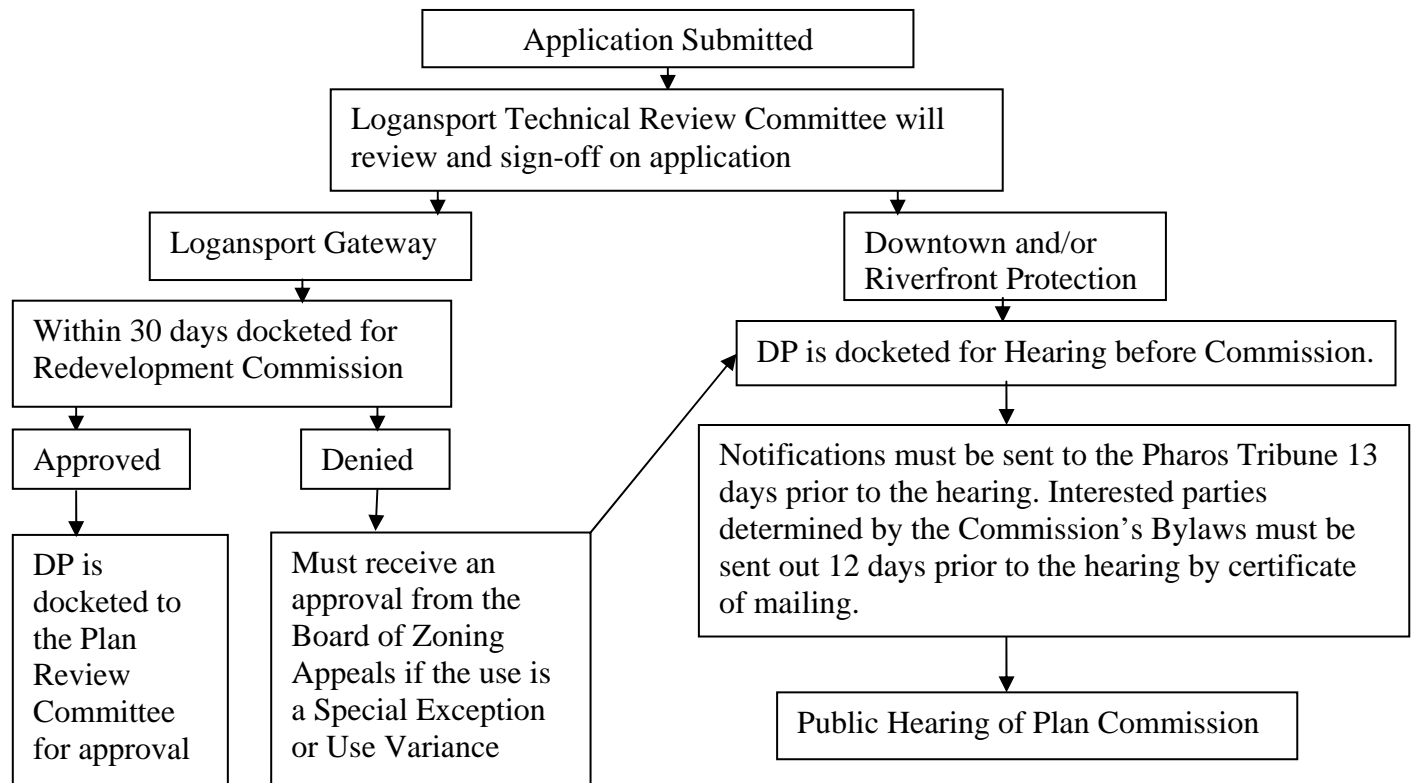 Application Submitted
Logansport Technical Review Committee will
review and sign-off on application
Logansport Gateway
Downtown and/or
Riverfront Protection
Within 30 days docketed for
Redevelopment Commission
DP is docketed for Hearing before Commission.
Approved
Denied
Notifications must be sent to the Pharos Tribune 13
days prior to the hearing. Interested parties
determined by the Commission’s Bylaws must be
sent out 12 days prior to the hearing by certificate
of mailing.
DP is
docketed to
the Plan
Review
Committee
for approval
Must receive an
approval from the
Board of Zoning
Appeals if the use is
a Special Exception
or Use Variance
Public Hearing of Plan Commission